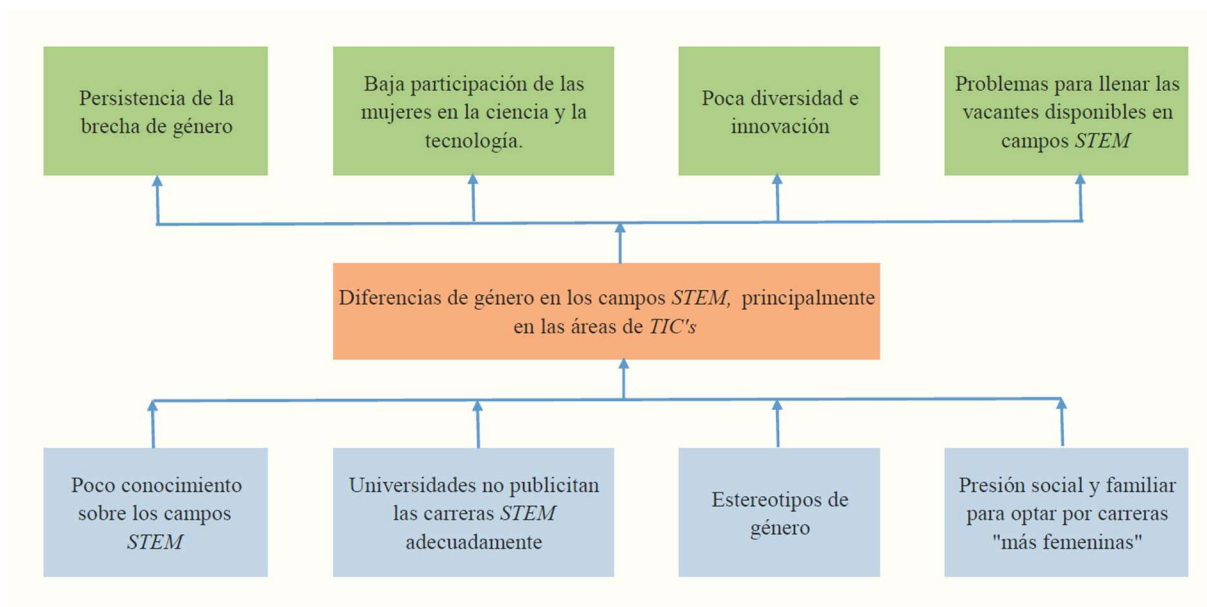 Persistencia de la
brecha de género
Baja participación de las
mujeres en la ciencia y la
tecnología.
Poca diversidad e
innovación
Problemas para llenar las
vacantes disponibles en
campos STEM
Diferencias de género en los campos STEM, principalmente
en las áreas de TIC's
Poco conocimiento
sobre los campos
STEM
Universidades no publicitan
las carreras STEM
adecuadamente
Estereotipos de
género
Presión social y familiar
para optar por carreras
"más femeninas"